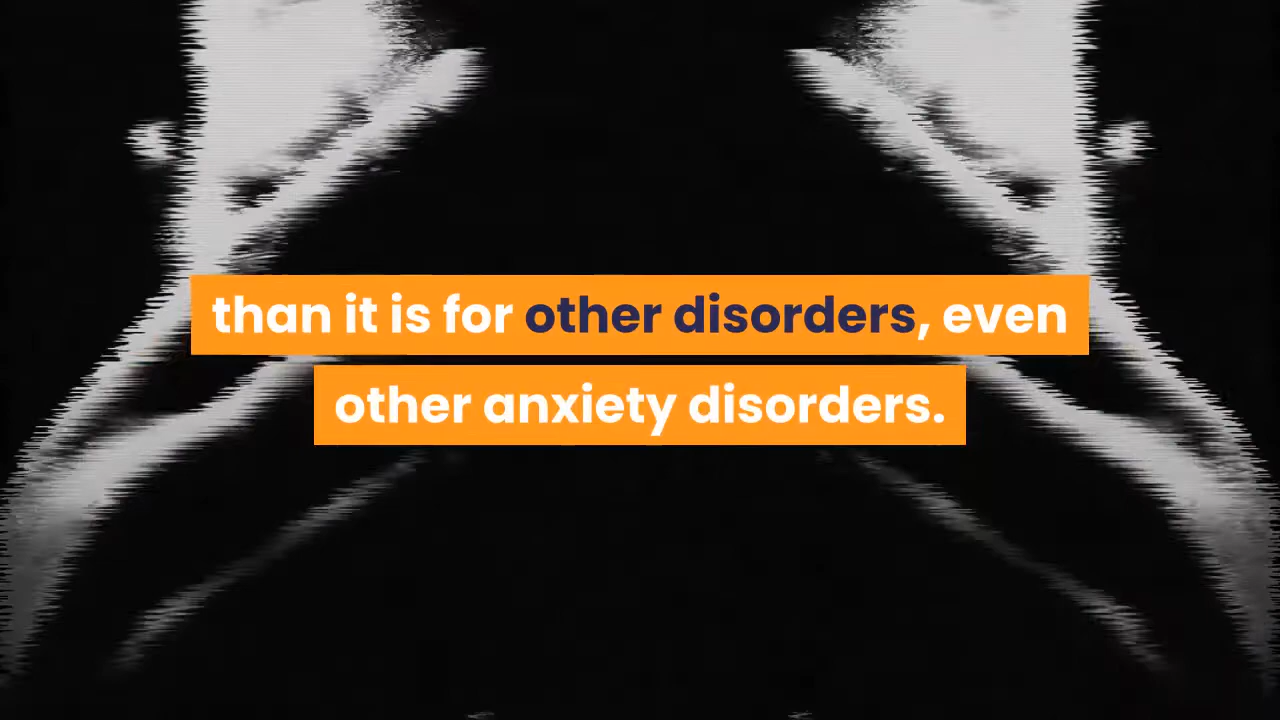 than it is for other disorders, even
other anxiety disorders.